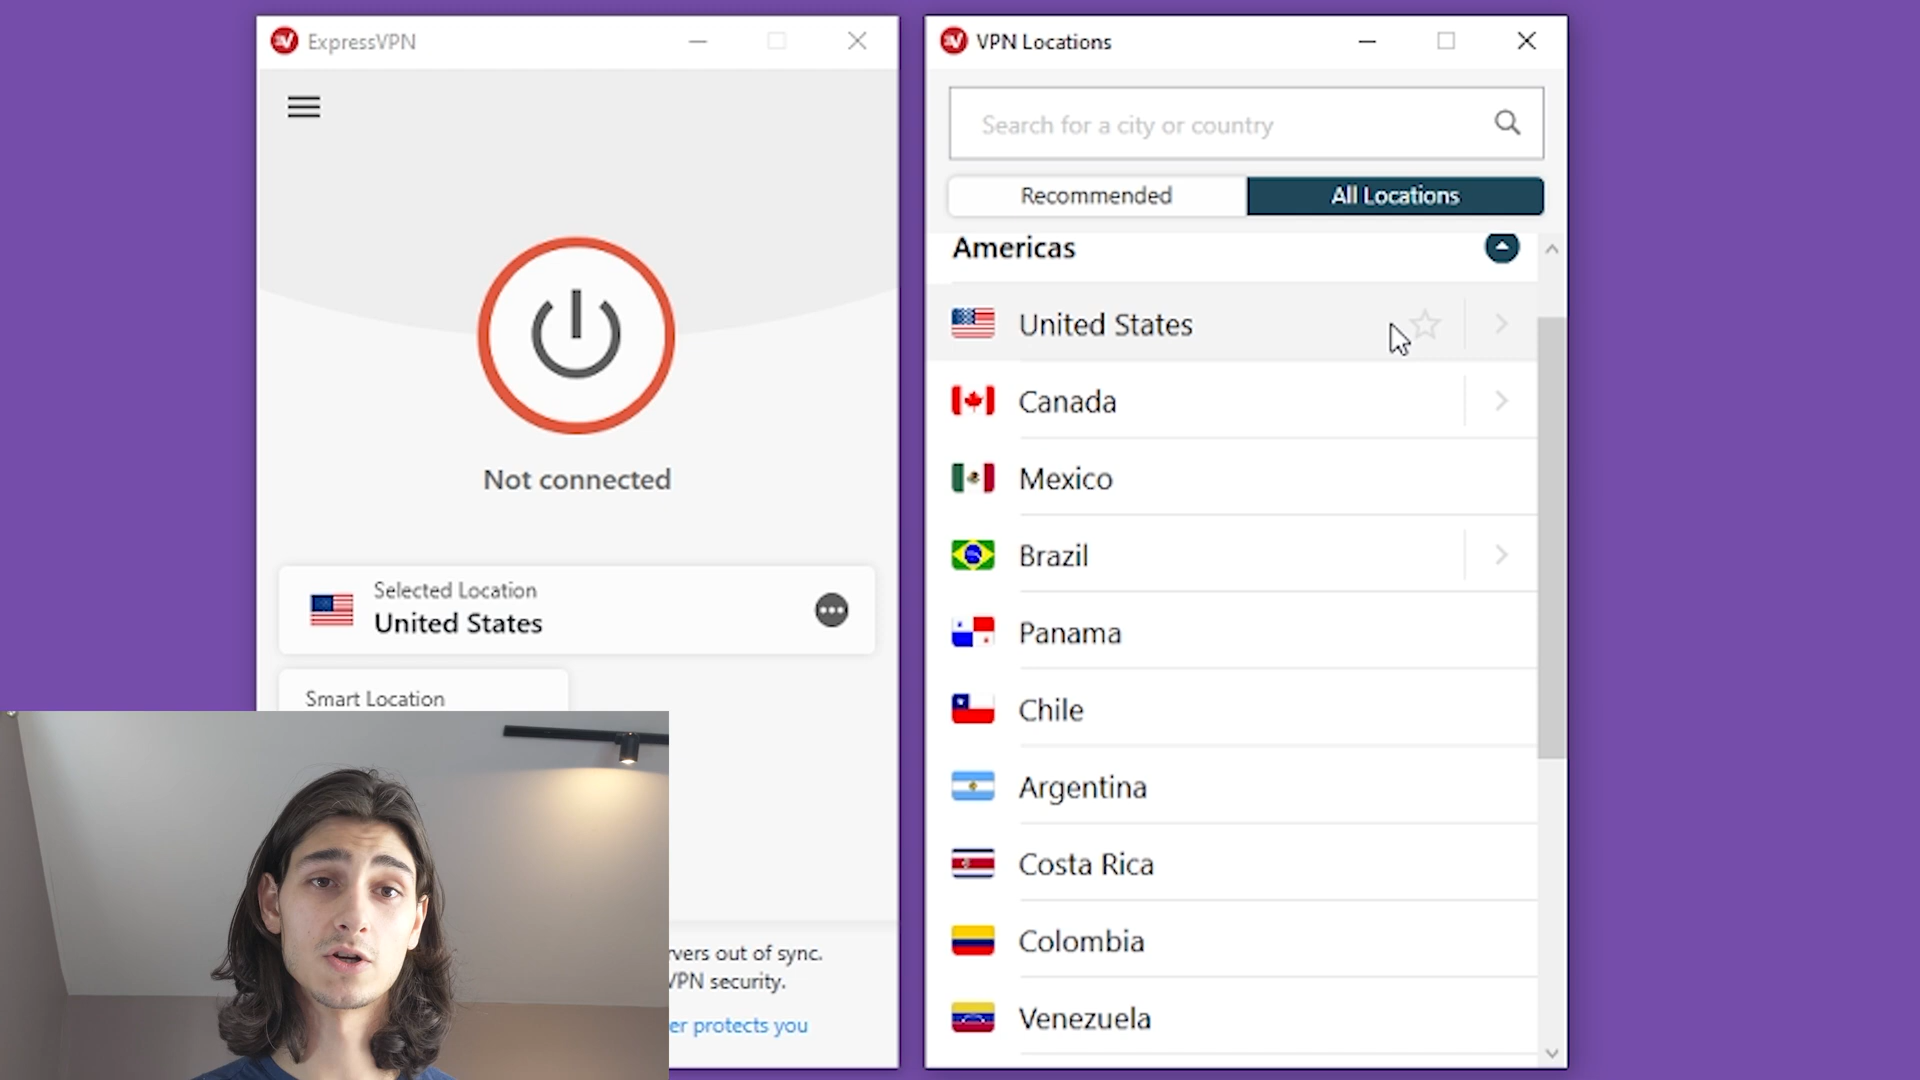 ExpressVPN
Not connected
Selected Location
United States
Smart Location
out of sync.
VPN security.
protects you
VPN Locations
Search for a city or country
Recommended
All Locations
Americas
United States
Canada
Mexico
Brazil
Panama
Chile
Argentina
Costa Rica
Colombia
Venezuela